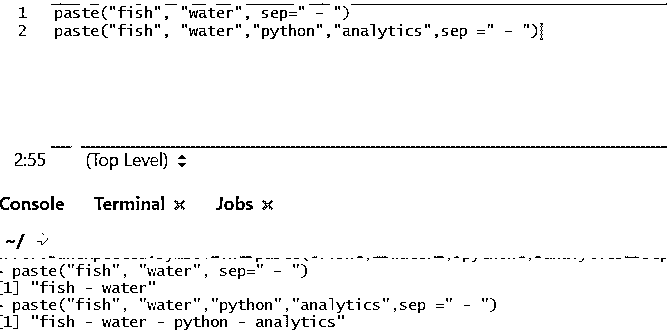 1 paste("fish", "water", sep=" - ")
2 paste("fish", "water","python","analytics",sep =" - ")
2:55 (Top Level)
Console Terminal × Jobs ×
~/
> paste("fish", "water", sep=" - ")
[1] "fish - water"
> paste("fish", "water","python","analytics",sep =" - ")
[1] "fish - water - python - analytics"